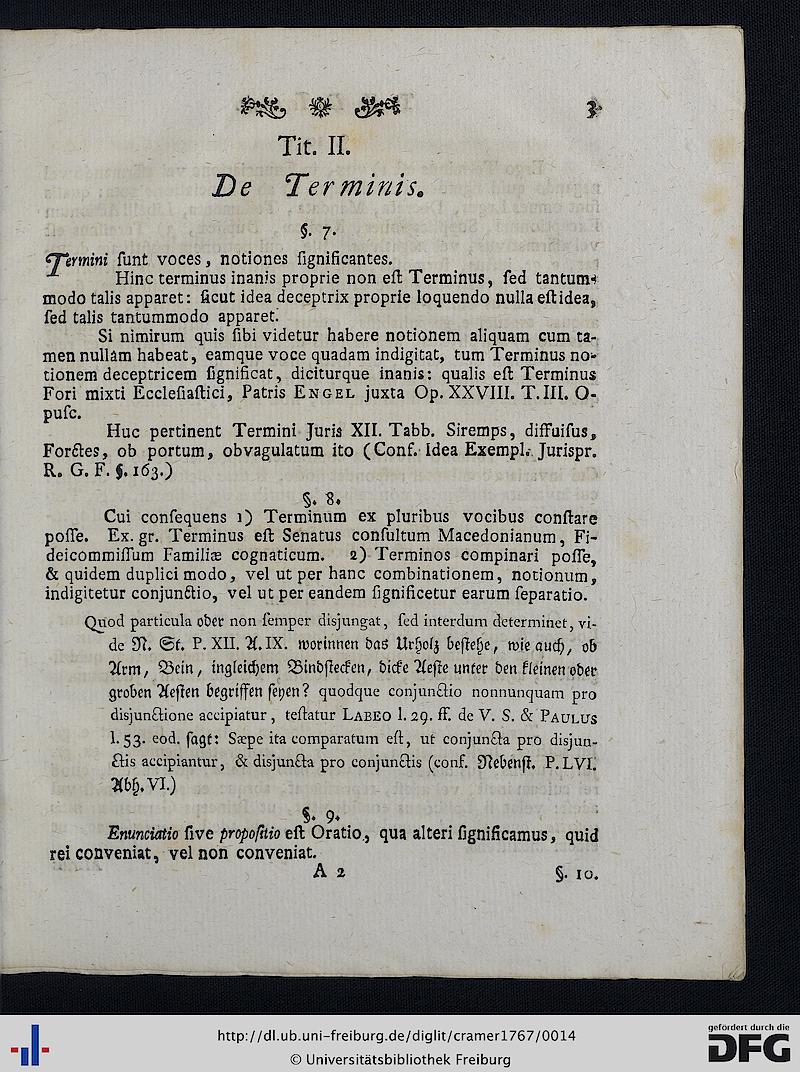 3
Tit. II.
De Terminis.
§. 7.
Termini ſunt voces, notiones ſignificantes.
Hinc terminus inanis proprie non eſt Terminus, ſed tantum-
modo talis apparet: ſicut idea deceptrix proprie loquendo nulla eſt idea,
ſed talis tantummodo apparet.
Si nimirum quis ſibi videtur habere notionem aliquam cum ta-
men nullam habeat, eamque voce quadam indigitat, tum Terminus no-
tionem deceptricem ſignificat, diciturque inanis: qualis eſt Terminus
Fori mixti Eccleſiaſtici, Patris ENGEL juxta Op. XXVIII. T. III. O-
puſc.
Huc pertinent Termini Juris XII. Tabb. Siremps, diffuiſus,
Forctes, ob portum, obvagulatum ito (Conf. Idea Exempl. Jurispr.
R. G. F. §. 163.)
§. 8.
Cui conſequens 1) Terminum ex pluribus vocibus conſtare
poſſe. Ex. gr. Terminus eſt Senatus conſultum Macedonianum, Fi-
deicommiſſum Familiæ cognaticum. 2) Terminos compinari poſſe,
& quidem duplici modo, vel ut per hanc combinationem, notionum,
indigitetur conjunctio, vel ut per eandem ſignificetur earum ſeparatio.
Quod particula oder non ſemper disjungat, ſed interdum determinet, vi-
de N. St. P. XII. A. IX. worinnen das Urholz beſtehe, wie auch, ob
Arm, Bein, ingleichem Bindſtecken, dicke Aeſte unter den kleinen oder
groben Aeſten begriffen ſeyen? quodque conjunctio nonnunquam pro
disjunctione accipiatur, teſtatur LABEO l. 29. ff. de V. S. & PAULUS
l. 53. eod. ſagt: Sæpe ita comparatum eſt, ut conjuncta pro disjun-
ctis accipiantur, & disjuncta pro conjunctis (conf. Nebenſt. P. LVI.
Abh. VI.)
§. 9.
Enunciatio ſive propoſitio eſt Oratio, qua alteri ſignificamus, quid
rei conveniat, vel non conveniat.
A 2 §. 10.
http://dl.ub.uni-freiburg.de/diglit/cramer1767/0014
© Universitätsbibliothek Freiburg
gefördert durch die
DFG